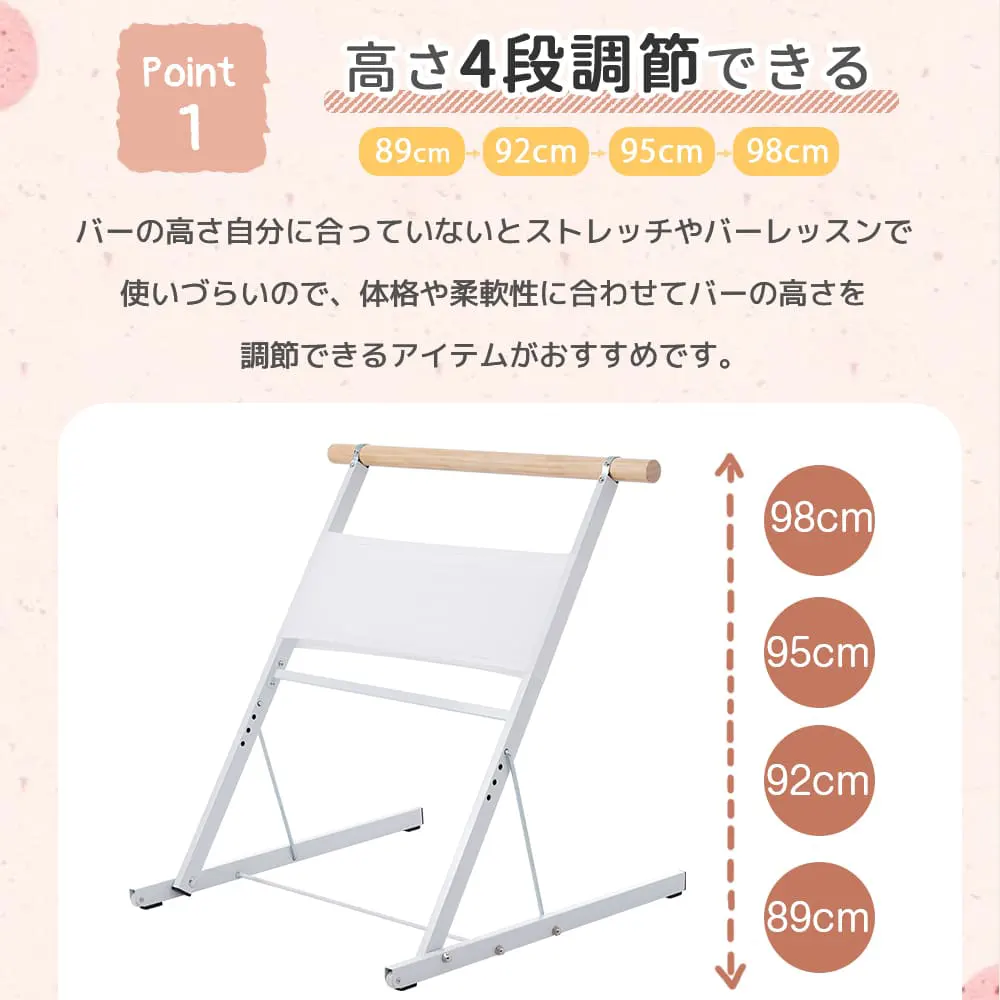 Point
1
高さ4段調節できる
89cm 92cm 95cm 98cm
バーの高さ自分に合っていないとストレッチやバーレッスンで
使いづらいので、体格や柔軟性に合わせてバーの高さを
調節できるアイテムがおすすめです。
98cm
95cm
92cm
89cm